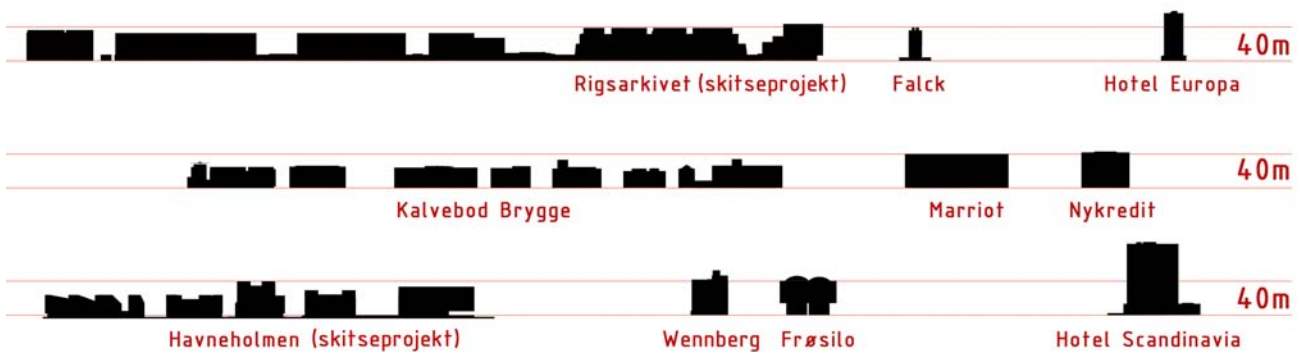 40m
Rigsarkivet (skitseprojekt) Falck Hotel Europa
40m
Kalvebod Brygge Marriot Nykredit
40m
Havneholmen (skitseprojekt) Wennberg Frøsilo Hotel Scandinavia